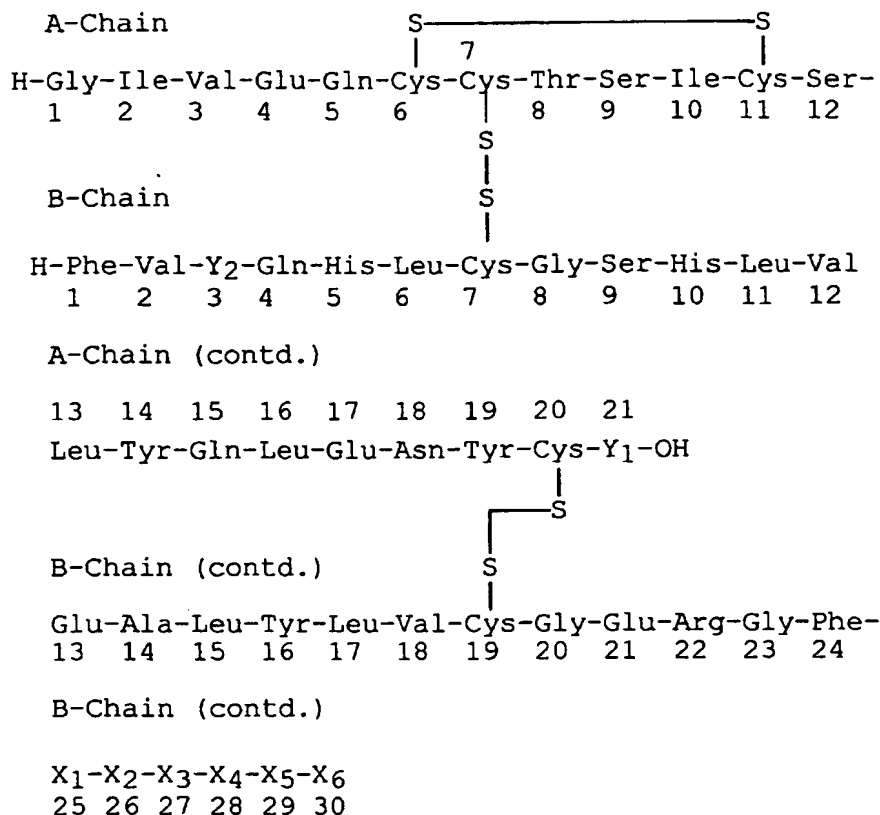 A-Chain
S S
7
H-Gly-Ile-Val-Glu-Gln-Cys-Cys-Thr-Ser-Ile-Cys-Ser-
1 2 3 4 5 6 8 9 10 11 12
S
B-Chain
S
H-Phe-Val-Y2-Gln-His-Leu-Cys-Gly-Ser-His-Leu-Val
1 2 3 4 5 6 7 8 9 10 11 12
A-Chain (contd.)
13 14 15 16 17 18 19 20 21
Leu-Tyr-Gln-Leu-Glu-Asn-Tyr-Cys-Y1-OH
S
B-Chain (contd.)
S
Glu-Ala-Leu-Tyr-Leu-Val-Cys-Gly-Glu-Arg-Gly-Phe-
13 14 15 16 17 18 19 20 21 22 23 24
B-Chain (contd.)
X1-X2-X3-X4-X5-X6
25 26 27 28 29 30